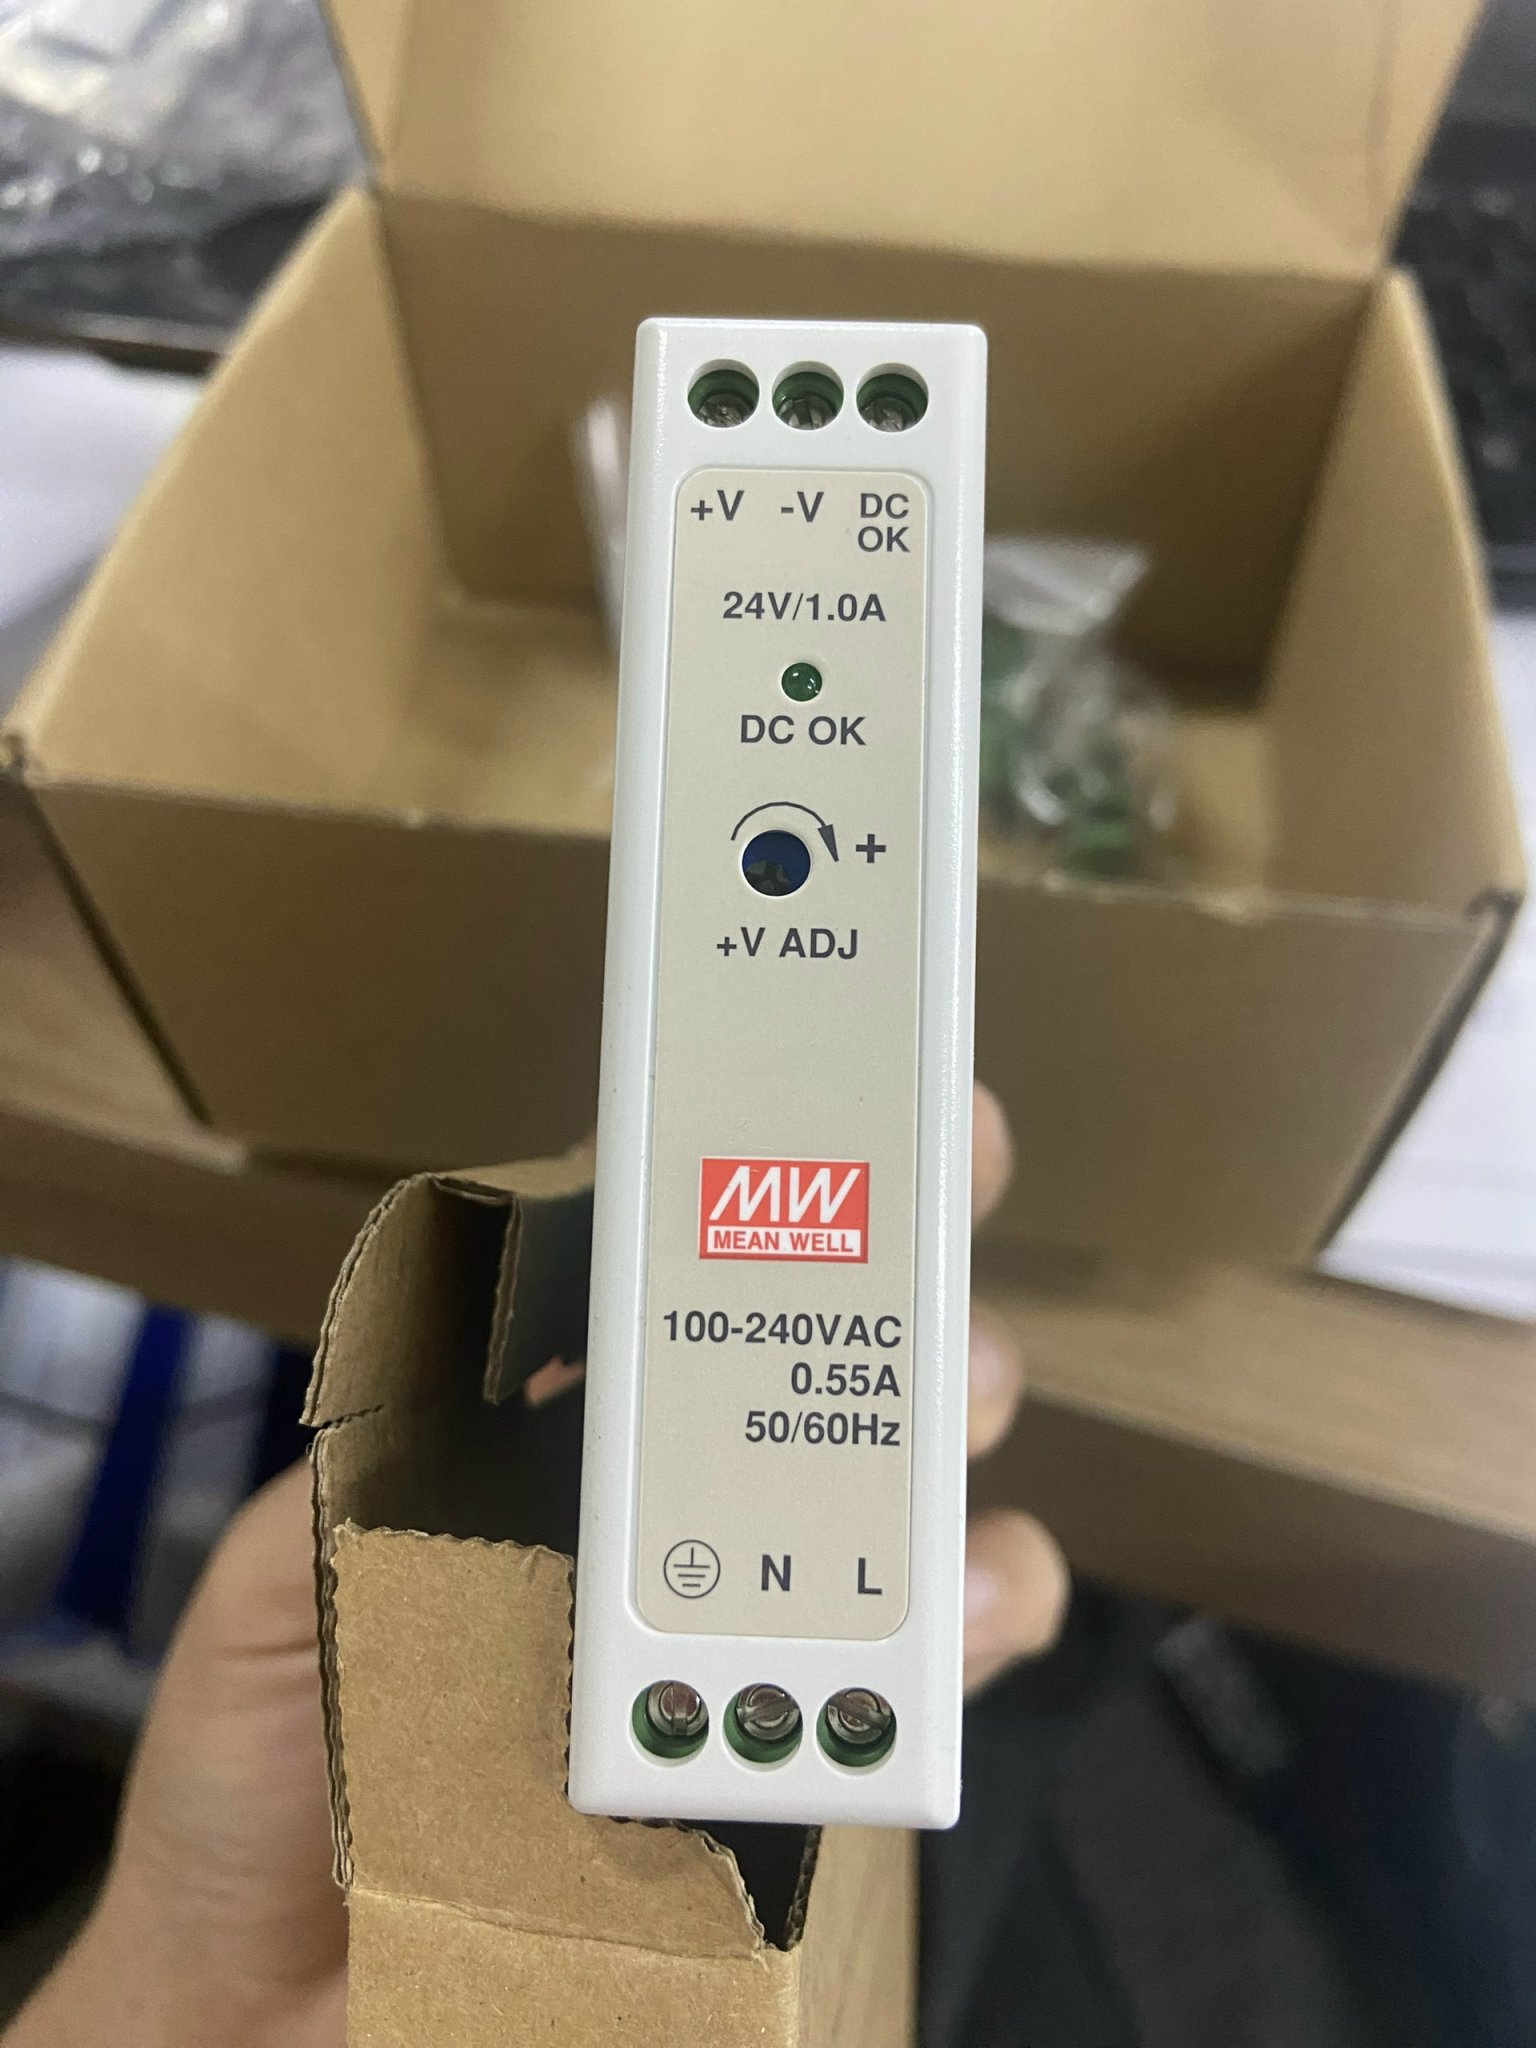 +V -V DC
OK
24V/1.0A
DC OK
+
+V ADJ
MW
MEAN WELL
100-240VAC
0.55A
50/60Hz
N L